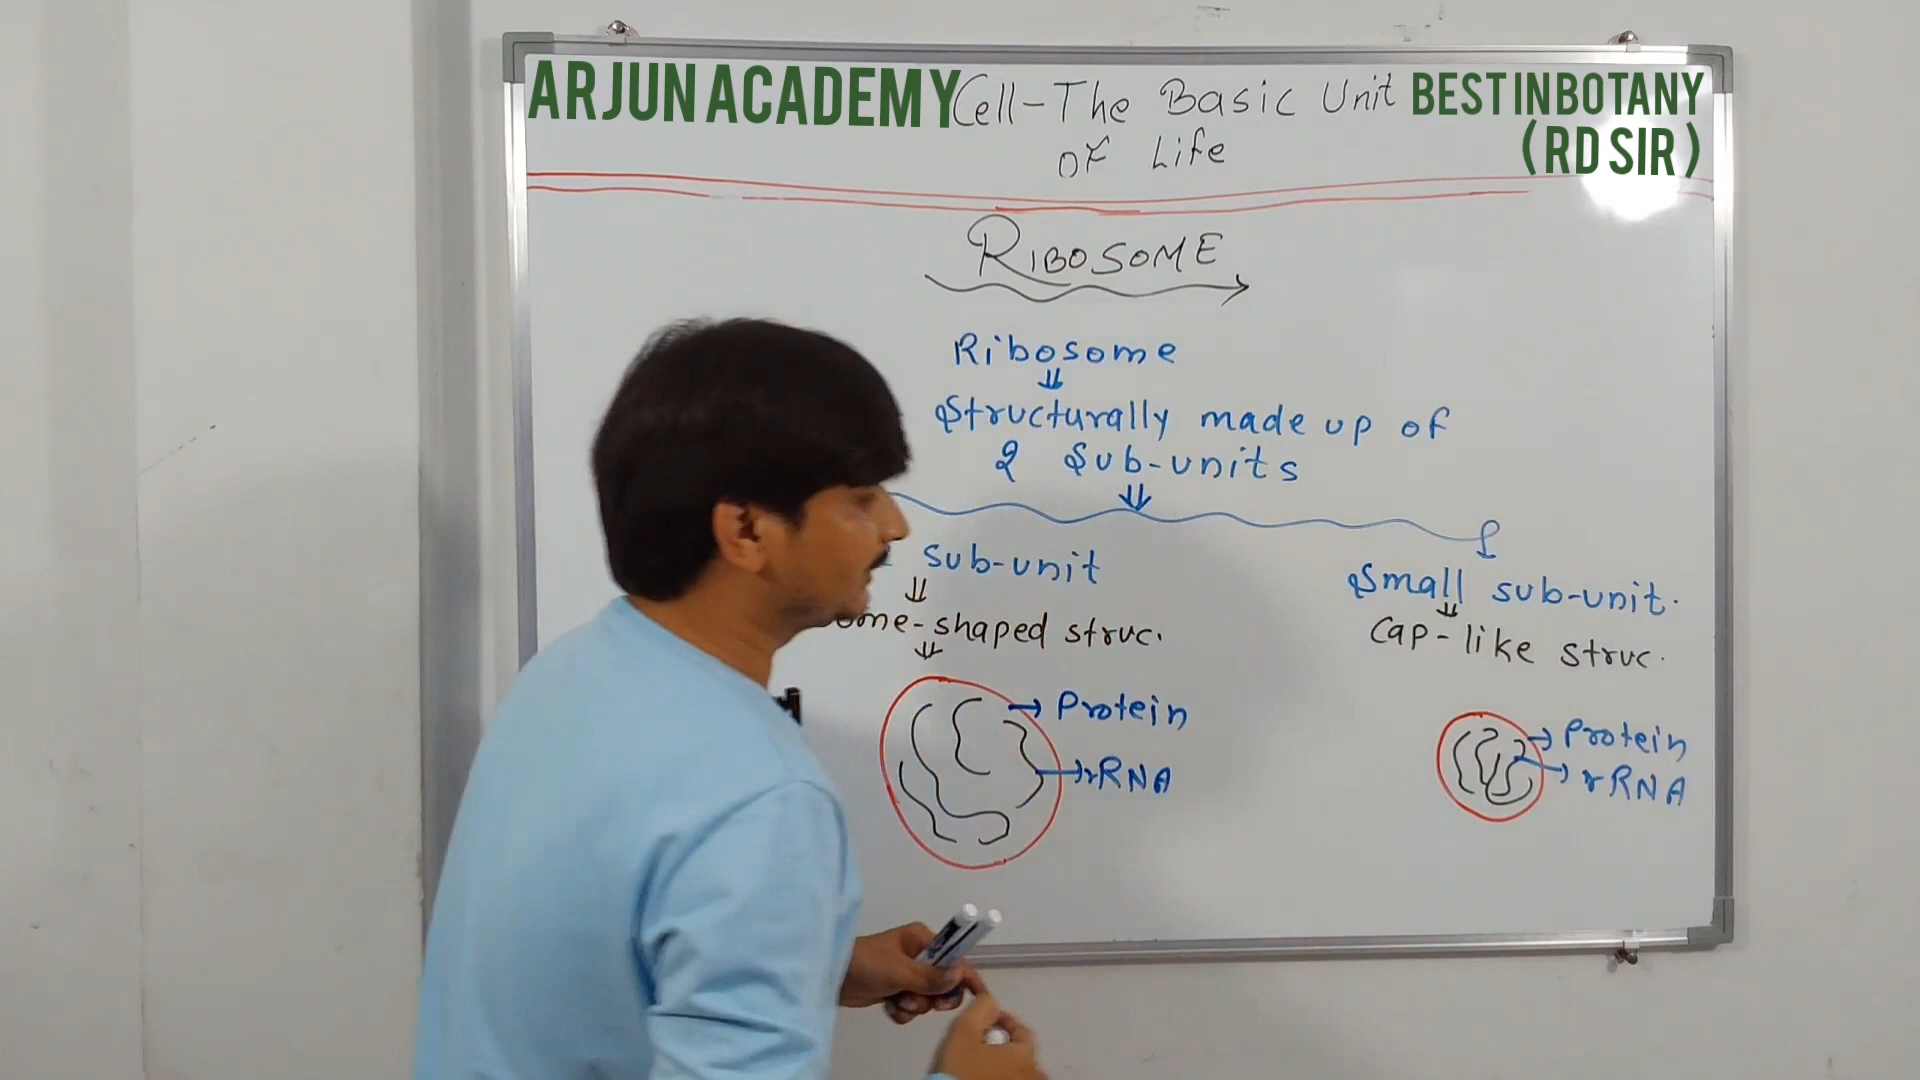 ARJUN ACADEMY
Cell-The Basic Unit
of Life
BEST IN BOTANY
(RD SIR)
RIBOSOME
Ribosome
⇓
Structurally made up of
2 Sub-units
⇓
sub-unit
⇓
ome-shaped struc.
⇓
→ Protein
→ rRNA
Small sub-unit.
⇓
Cap-like struc.
→ Protein
→ rRNA